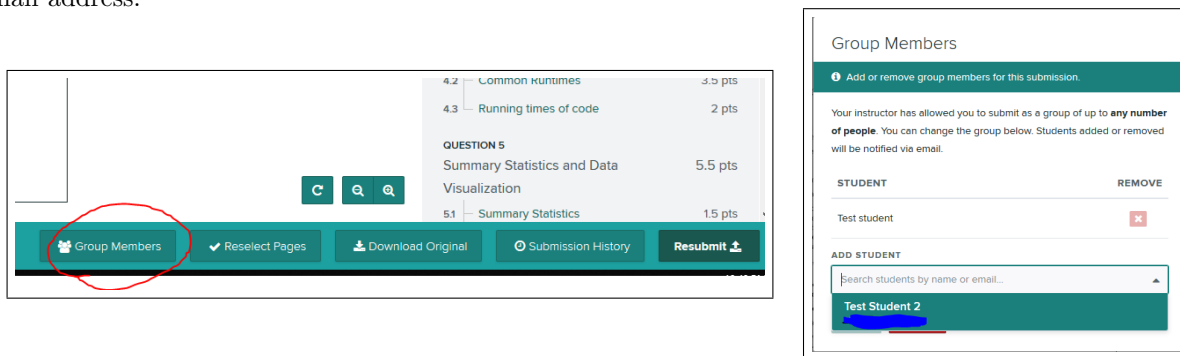 address.
4.2 Common Runtimes 3.5 pts
4.3 Running times of code 2 pts
QUESTION 5
Summary Statistics and Data 5.5 pts
Visualization
5.1 Summary Statistics 1.5 pts
Group Members Reselect Pages Download Original Submission History Resubmit
Group Members
Add or remove group members for this submission.
Your instructor has allowed you to submit as a group of up to any number
of people. You can change the group below. Students added or removed
will be notified via email.
STUDENT REMOVE
Test student
ADD STUDENT
Search students by name or email...
Test Student 2